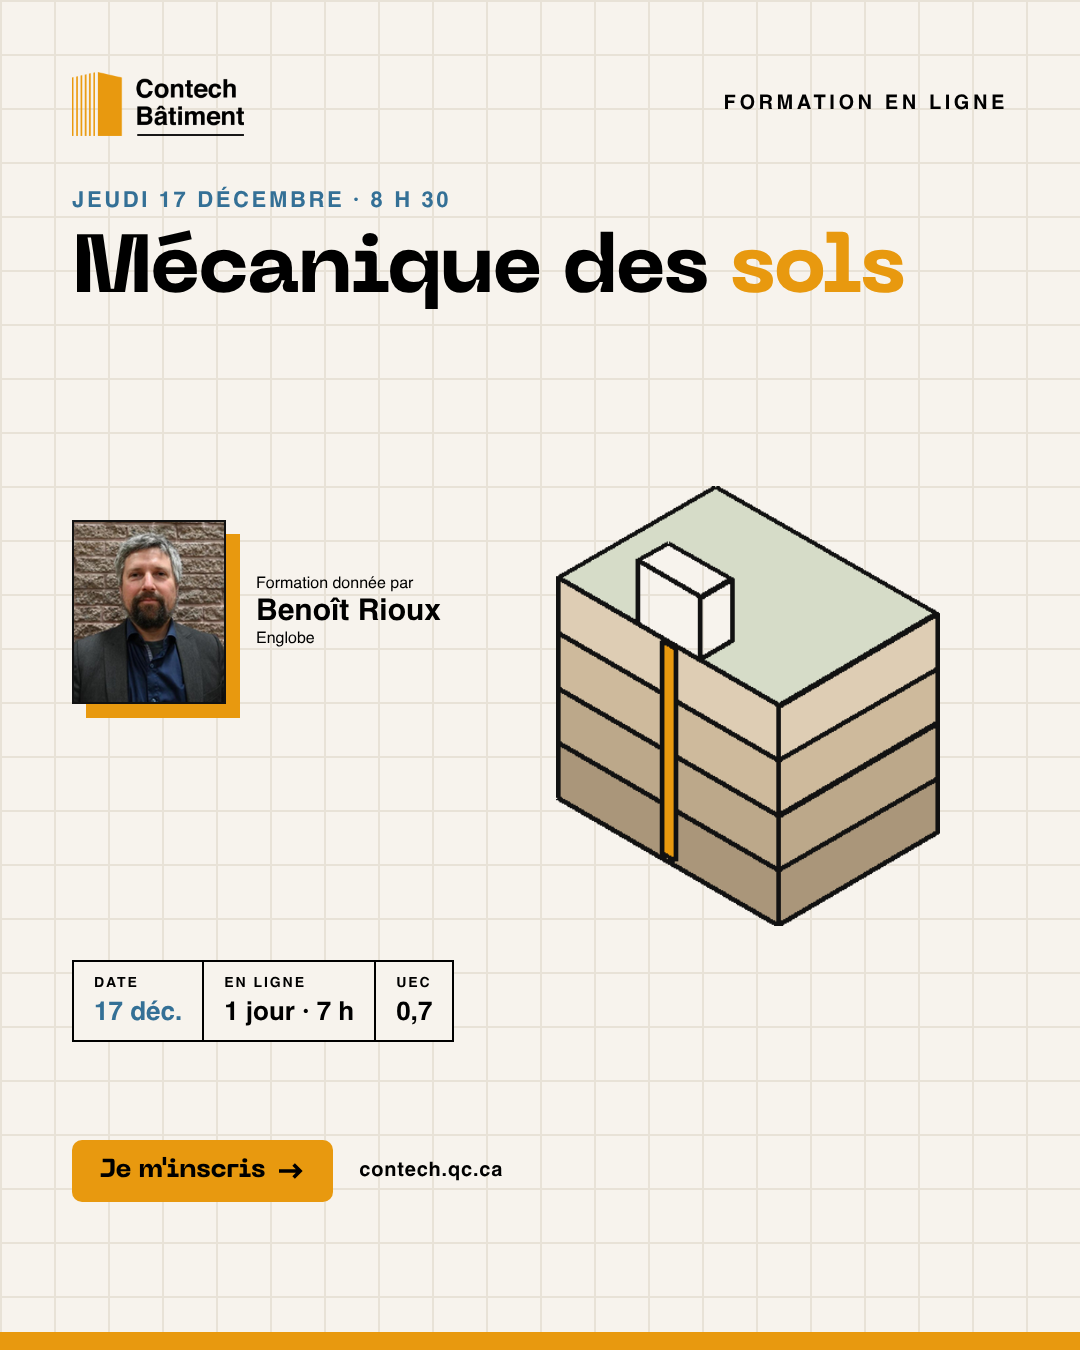 Contech
Bâtiment
FORMATION EN LIGNE
JEUDI 17 DÉCEMBRE · 8 H 30
Mécanique des sols
Formation donnée par
Benoît Rioux
Englobe
DATE
17 déc.
EN LIGNE
1 jour · 7 h
UEC
0,7
Je m'inscris →
contech.qc.ca